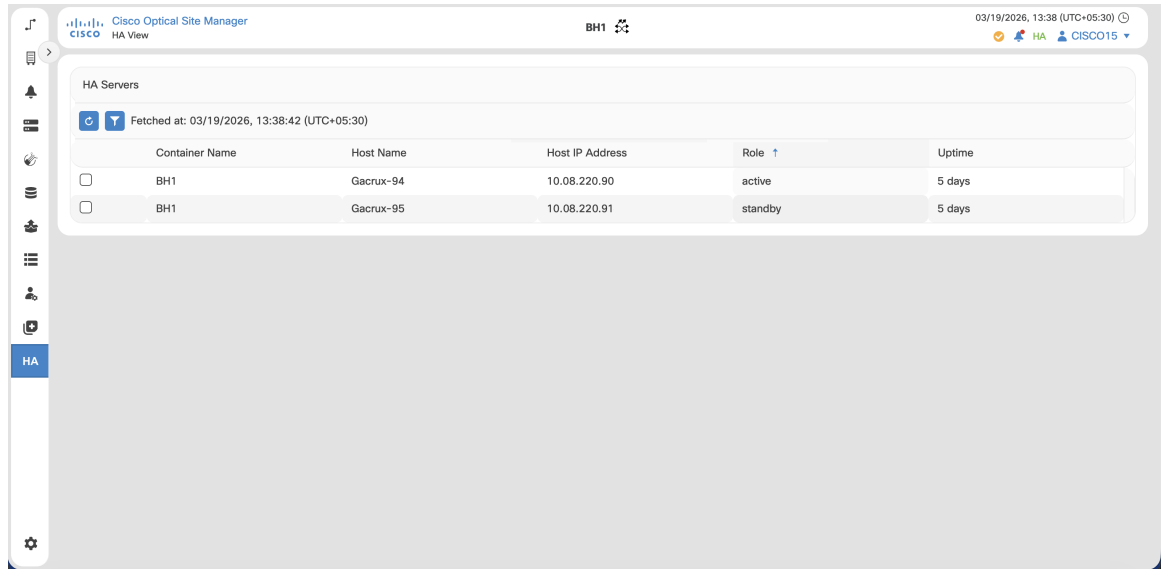 Cisco Optical Site Manager
CISCO HA View
BH1
03/19/2026, 13:38 (UTC+05:30)
HA CISCO15
HA Servers
Fetched at: 03/19/2026, 13:38:42 (UTC+05:30)
Container Name Host Name Host IP Address Role ↑ Uptime
BH1 Gacrux-94 10.08.220.90 active 5 days
BH1 Gacrux-95 10.08.220.91 standby 5 days
HA